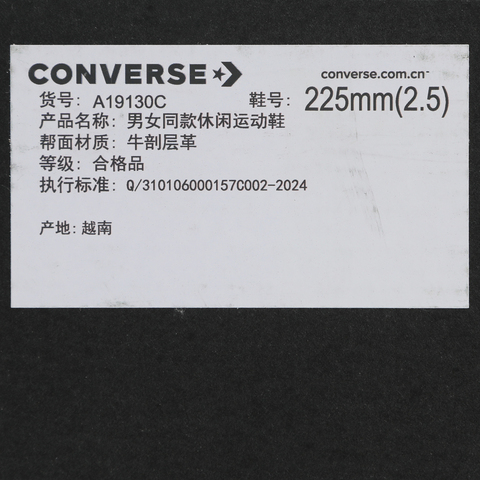 CONVERSE
converse.com.cn
货号: A19130C 鞋号: 225mm(2.5)
产品名称: 男女同款休闲运动鞋
帮面材质: 牛剖层革
等级: 合格品
执行标准: Q/310106000157C002-2024
产地: 越南